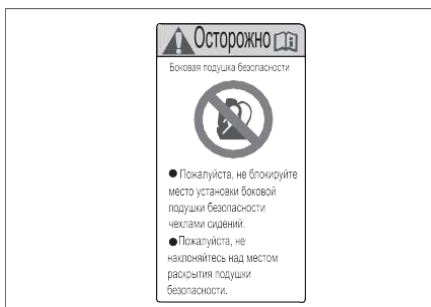 Осторожно
Боковая подушка безопасности
● Пожалуйста, не блокируйте
место установки боковой
подушки безопасности
чехлами сидений.
● Пожалуйста, не
наклоняйтесь над местом
раскрытия подушки
безопасности.